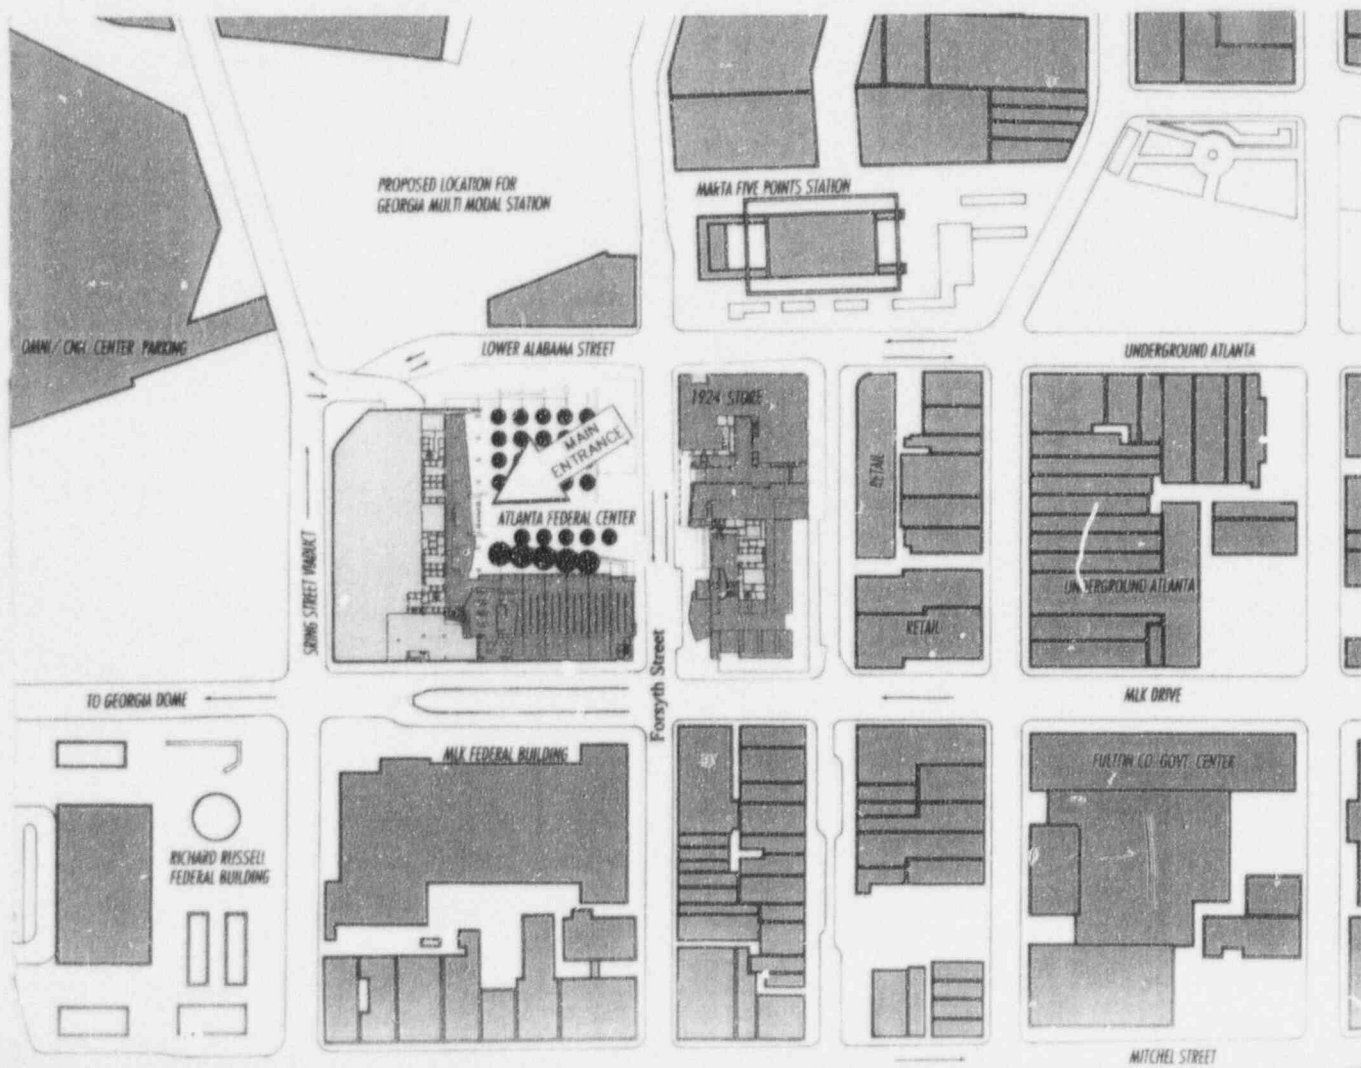 PROPOSED LOCATION FOR
GEORGIA MULTI MODAL STATION
MARTA FIVE POINTS STATION
OMNI / CNN CENTER PARKING
LOWER ALABAMA STREET
UNDERGROUND ATLANTA
1924 STORE
MAIN
ENTRANCE
RETAIL
ATLANTA FEDERAL CENTER
SRING STREET VIADUCT
UNDERGROUND ATLANTA
RETAIL
Forsyth Street
TO GEORGIA DOME
MLK DRIVE
MLK FEDERAL BUILDING
FULTON CO. GOVT. CENTER
RICHARD RUSSELL
FEDERAL BUILDING
MITCHEL STREET